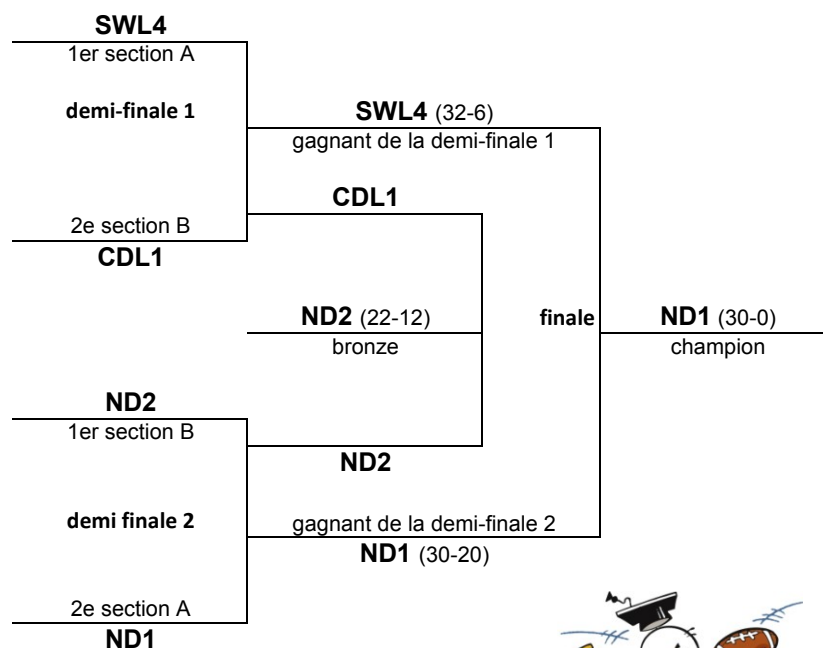 SWL4
1er section A
demi-finale 1
SWL4 (32-6)
gagnant de la demi-finale 1
CDL1
2e section B
CDL1
ND2 (22-12)
bronze
finale
ND1 (30-0)
champion
ND2
1er section B
ND2
demi finale 2
gagnant de la demi-finale 2
ND1 (30-20)
2e section A
ND1